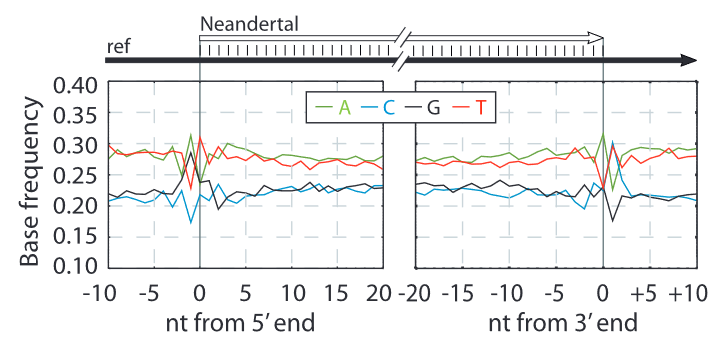 Neandertal
ref
A C G T
Base frequency
0.40
0.35
0.30
0.25
0.20
0.15
0.10
-10 -5 0 5 10 15 20 -20 -15 -10 -5 0 +5 +10
nt from 5' end nt from 3' end